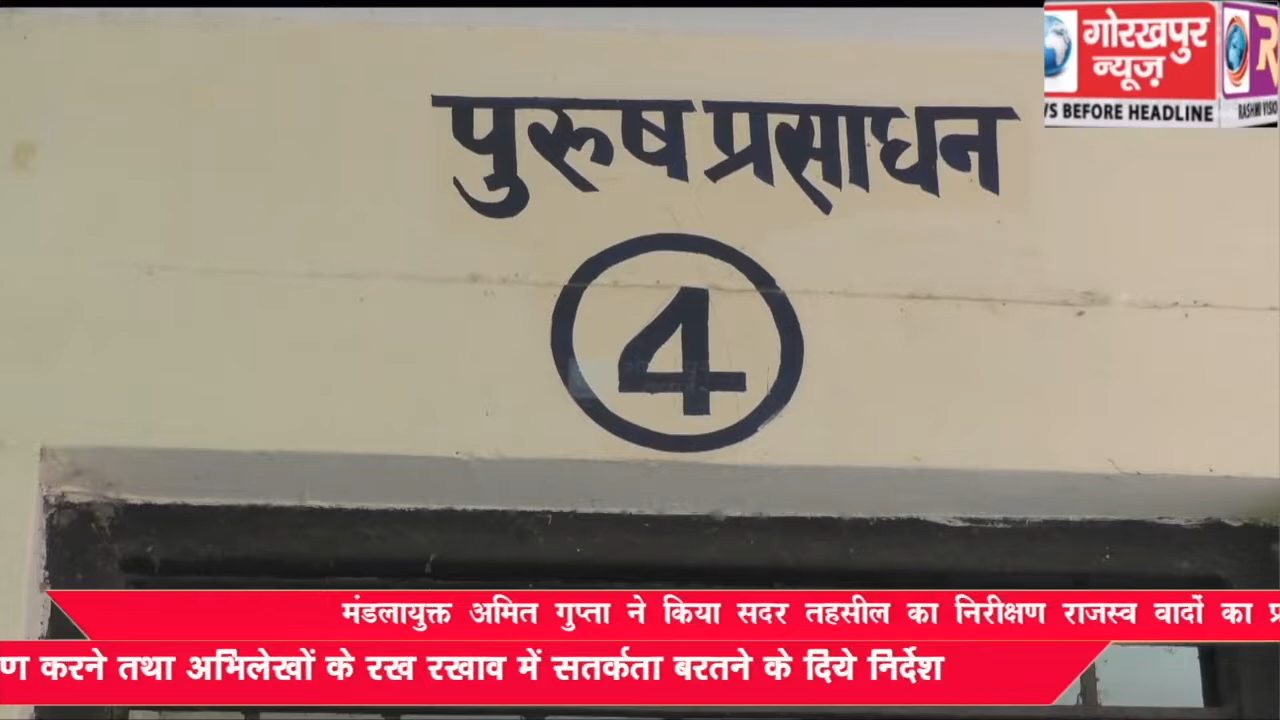 गोरखपुर
न्यूज़
BEFORE HEADLINE
पुरुष प्रसाधन
4
मंडलायुक्त अमित गुप्ता ने किया सदर तहसील का निरीक्षण राजस्व वादों का
करने तथा अभिलेखों के रख रखाव में सतर्कता बरतने के दिये निर्देश